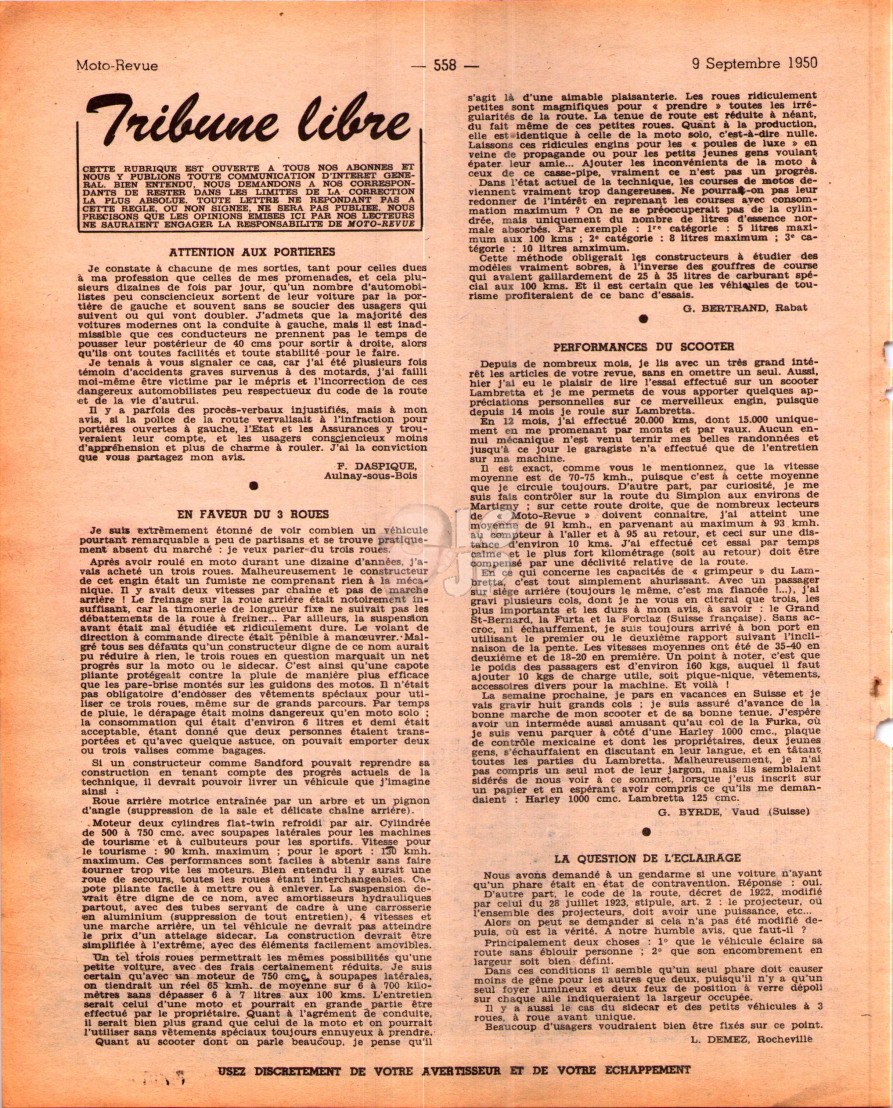 Moto-Revue
— 558 —
9 Septembre 1950
Tribune libre
CETTE RUBRIQUE EST OUVERTE A TOUS NOS ABONNES ET
NOUS Y PUBLIONS TOUTE COMMUNICATION D'INTERET GENE-
RAL. BIEN ENTENDU, NOUS DEMANDONS A NOS CORRESPON-
DANTS DE RESTER DANS LES LIMITES DE LA CORRECTION
LA PLUS ABSOLUE. TOUTE LETTRE NE REPONDANT PAS A
CETTE REGLE, OU NON SIGNEE, NE SERA PAS PUBLIEE. NOUS
PRECISONS QUE LES OPINIONS EMISES ICI PAR NOS LECTEURS
NE SAURAIENT ENGAGER LA RESPONSABILITE DE MOTO-REVUE
ATTENTION AUX PORTIERES
Je constate à chacune de mes sorties, tant pour celles dues
à ma profession que celles de mes promenades, et cela plu-
sieurs dizaines de fois par jour, qu'un nombre d'automobi-
listes peu consciencieux sortent de leur voiture par la por-
tière de gauche et souvent sans se soucier des usagers qui
suivent ou qui vont doubler. J'admets que la majorité des
voitures modernes ont la conduite à gauche, mais il est inad-
missible que ces conducteurs ne prennent pas le temps de
pousser leur postérieur de 40 cms pour sortir à droite, alors
qu'ils ont toutes facilités et toute stabilité pour le faire.
Je tenais à vous signaler ce cas, car j'ai été plusieurs fois
témoin d'accidents graves survenus à des motards, j'ai failli
moi-même être victime par le mépris et l'incorrection de ces
dangereux automobilistes peu respectueux du code de la route
et de la vie d'autrui.
Il y a parfois des procès-verbaux injustifiés, mais à mon
avis, si la police de la route vervalisait à l'infraction pour
portières ouvertes à gauche, l'Etat et les Assurances y trou-
veraient leur compte, et les usagers consciencieux moins
d'appréhension et plus de charme à rouler. J'ai la conviction
que vous partagez mon avis.
F. DASPIQUE,
Aulnay-sous-Bois
EN FAVEUR DU 3 ROUES
Je suis extrêmement étonné de voir combien un véhicule
pourtant remarquable a peu de partisans et se trouve pratique-
ment absent du marché : je veux parler du trois roues.
Après avoir roulé en moto durant une dizaine d'années, j'a-
vais acheté un trois roues. Malheureusement le constructeur
de cet engin était un fumiste ne comprenant rien à la méca-
nique. Il y avait deux vitesses par chaîne et pas de marche
arrière ! Le freinage sur la roue arrière était notoirement in-
suffisant, car la timonerie de longueur fixe ne suivait pas les
débattements de la route à freiner... Par ailleurs, la suspension
avant était mal étudiée et ridiculement dure. Le volant de
direction à commande directe était pénible à manœuvrer. Mal-
gré tous ses défauts qu'un constructeur digne de ce nom aurait
pu réduire à rien, le trois roues en question marquait un net
progrès sur la moto ou le sidecar. C'est ainsi qu'une capote
pliante protégeait contre la pluie de manière plus efficace
que les pare-brise montés sur les guidons des motos. Il n'était
pas obligatoire d'endosser des vêtements spéciaux pour uti-
liser ce trois roues, même sur de grands parcours. Par temps
de pluie, le dérapage était moins dangereux qu'en moto solo ;
la consommation qui était d'environ 6 litres et demi était
acceptable, étant donné que deux personnes étaient trans-
portées et qu'avec quelque astuce, on pouvait emporter deux
ou trois valises comme bagages.
Si un constructeur comme Sandford pouvait reprendre sa
construction en tenant compte des progrès actuels de la
technique, il devrait pouvoir livrer un véhicule que j'imagine
ainsi :
Roue arrière motrice entraînée par un arbre et un pignon
d'angle (suppression de la sale et délicate chaîne arrière).
Moteur deux cylindres flat-twin refroidi par air. Cylindrée
de 500 à 750 cmc. avec soupapes latérales pour les machines
de tourisme et à culbuteurs pour les sportifs. Vitesse pour
le tourisme : 90 kmh. maximum ; pour le sport : 130 kmh.
maximum. Ces performances sont faciles à obtenir sans faire
tourner trop vite les moteurs. Bien entendu il y aurait une
roue de secours, toutes les roues étant interchangeables. Ca-
pote pliante facile à mettre ou à enlever. La suspension de-
vrait être digne de ce nom, avec amortisseurs hydrauliques
partout, avec des tubes servant de cadre à une carrosserie
en aluminium (suppression de tout entretien), 4 vitesses et
une marche arrière, un tel véhicule ne devrait pas atteindre
le prix d'un attelage sidecar. La construction devrait être
simplifiée à l'extrême, avec des éléments facilement amovibles.
Un tel trois roues permettrait les mêmes possibilités qu'une
petite voiture, avec des frais certainement réduits. Je suis
certain qu'avec un moteur de 750 cmc. à soupapes latérales,
on tiendrait un réel 65 kmh. de moyenne sur 6 à 700 kilo-
mètres sans dépasser 6 à 7 litres aux 100 kms. L'entretien
serait celui d'une moto et pourrait en grande partie être
effectué par le propriétaire. Quant à l'agrément de conduite,
il serait bien plus grand que celui de la moto et on pourrait
l'utiliser sans vêtements spéciaux toujours ennuyeux à prendre.
Quant au scooter dont on parle beaucoup, je pense qu'il
s'agit là d'une aimable plaisanterie. Les roues ridiculement
petites sont magnifiques pour « prendre » toutes les irré-
gularités de la route. La tenue de route est réduite à néant,
du fait même de ces petites roues. Quant à la production,
elle est identique à celle de la moto solo, c'est-à-dire nulle.
Laissons ces ridicules engins pour les « poules de luxe » en
veine de propagande ou pour les petits jeunes gens voulant
épater leur amie... Ajouter les inconvénients de la moto à
ceux de ce casse-pipe, vraiment ce n'est pas un progrès.
Dans l'état actuel de la technique, les courses de motos de-
viennent vraiment trop dangereuses. Ne pourrait-on pas leur
redonner de l'intérêt en reprenant les courses avec consom-
mation maximum ? On ne se préoccuperait pas de la cylin-
drée, mais uniquement du nombre de litres d'essence nor-
male absorbés. Par exemple : 1re catégorie : 5 litres maxi-
mum aux 100 kms ; 2e catégorie : 8 litres maximum ; 3e ca-
tégorie : 10 litres amximum.
Cette méthode obligerait les constructeurs à étudier des
modèles vraiment sobres, à l'inverse des gouffres de course
qui avalent gaillardement de 25 à 35 litres de carburant spé-
cial aux 100 kms. Et il est certain que les véhicules de tou-
risme profiteraient de ce banc d'essais.
G. BERTRAND, Rabat
PERFORMANCES DU SCOOTER
Depuis de nombreux mois, je lis avec un très grand inté-
rêt les articles de votre revue, sans en omettre un seul. Aussi,
hier j'ai eu le plaisir de lire l'essai effectué sur un scooter
Lambretta et je me permets de vous apporter quelques ap-
préciations personnelles sur ce merveilleux engin, puisque
depuis 14 mois je roule sur Lambretta.
En 12 mois, j'ai effectué 20.000 kms, dont 15.000 unique-
ment en me promenant par monts et par vaux. Aucun en-
nui mécanique n'est venu ternir mes belles randonnées et
jusqu'à ce jour le garagiste n'a effectué que de l'entretien
sur ma machine.
Il est exact, comme vous le mentionnez, que la vitesse
moyenne est de 70-75 kmh., puisque c'est à cette moyenne
que je circule toujours. D'autre part, par curiosité, je me
suis fais contrôler sur la route du Simplon aux environs de
Martigny ; sur cette route droite, que de nombreux lecteurs
de « Moto-Revue » doivent connaître, j'ai atteint une
moyenne de 91 kmh., en parvenant au maximum à 93 kmh.
au compteur à l'aller et à 95 au retour, et ceci sur une dis-
tance d'environ 10 kms. J'ai effectué cet essai par temps
calme et le plus fort kilométrage (soit au retour) doit être
compensé par une déclivité relative de la route.
En ce qui concerne les capacités de « grimpeur » du Lam-
bretta, c'est tout simplement ahurissant. Avec un passager
sur siège arrière (toujours le même, c'est ma fiancée !...), j'ai
gravi plusieurs cols, dont je ne vous en citerai que trois, les
plus importants et les durs à mon avis, à savoir : le Grand
St-Bernard, la Furta et la Forclaz (Suisse française). Sans ac-
croc, ni échauffement, je suis toujours arrivé à bon port en
utilisant le premier ou le deuxième rapport suivant l'incli-
naison de la pente. Les vitesses moyennes ont été de 35-40 en
deuxième et de 18-20 en première. Un point à noter, c'est que
le poids des passagers est d'environ 160 kgs, auquel il faut
ajouter 10 kgs de charge utile, soit pique-nique, vêtements,
accessoires divers pour la machine. Et voilà !
La semaine prochaine, je pars en vacances en Suisse et je
vais gravir huit grands cols ; je suis assuré d'avance de la
bonne marche de mon scooter et de sa bonne tenue. J'espère
avoir un intermède aussi amusant qu'au col de la Furka, où
je suis venu parquer à côté d'une Harley 1000 cmc., plaque
de contrôle mexicaine et dont les propriétaires, deux jeunes
gens, s'échauffaient en discutant en leur langue, et en tâtant
toutes les parties du Lambretta. Malheureusement, je n'ai
pas compris un seul mot de leur jargon, mais ils semblaient
sidérés de nous voir à ce sommet, lorsque j'eus inscrit sur
un papier et en espérant avoir compris ce qu'ils me deman-
daient : Harley 1000 cmc. Lambretta 125 cmc.
G. BYRDE, Vaud (Suisse)
LA QUESTION DE L'ECLAIRAGE
Nous avons demandé à un gendarme si une voiture n'ayant
qu'un phare était en état de contravention. Réponse : oui.
D'autre part, le code de la route, décret de 1922, modifié
par celui du 28 juillet 1923, stipule, art. 2 : le projecteur, ou
l'ensemble des projecteurs, doit avoir une puissance, etc...
Alors on peut se demander si cela n'a pas été modifié de-
puis, où est la vérité. A notre humble avis, que faut-il ?
Principalement deux choses : 1° que le véhicule éclaire sa
route sans éblouir personne ; 2° que son encombrement en
largeur soit bien défini.
Dans ces conditions il semble qu'un seul phare doit causer
moins de gêne pour les autres que deux, puisqu'il n'y a qu'un
seul foyer lumineux et deux feux de position à verre dépoli
sur chaque aile indiqueraient la largeur occupée.
Il y a aussi le cas du sidecar et des petits véhicules à 3
roues, à roue avant unique.
Beaucoup d'usagers voudraient bien être fixés sur ce point.
L. DEMEZ, Rocheville
USEZ DISCRETEMENT DE VOTRE AVERTISSEUR ET DE VOTRE ECHAPPEMENT